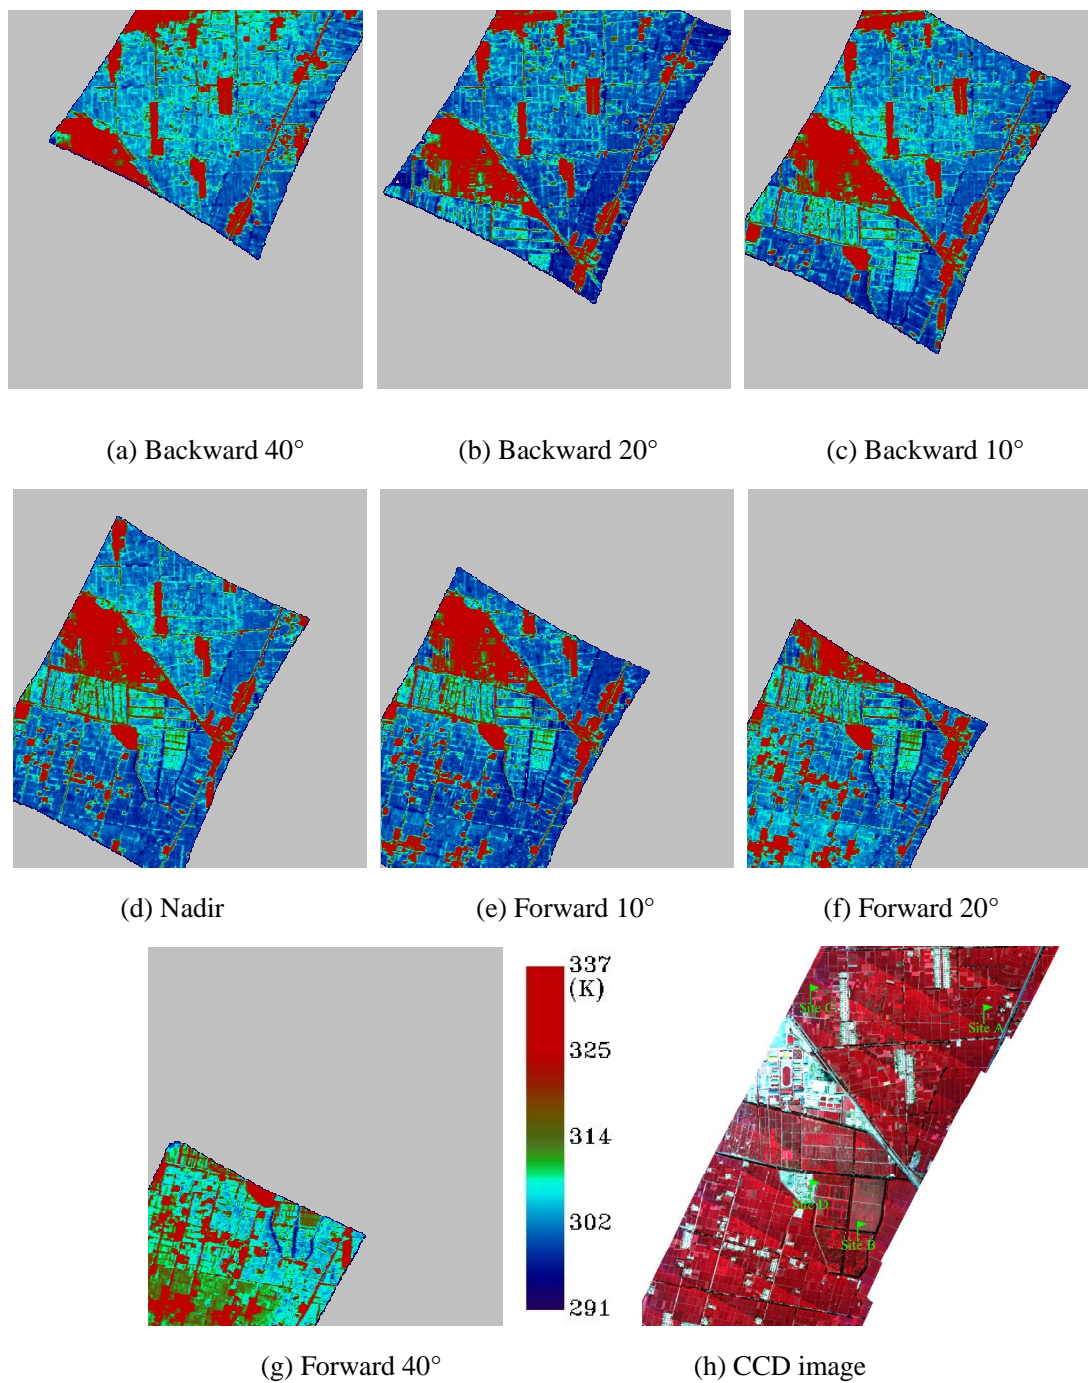 (a) Backward 40°
(b) Backward 20°
(c) Backward 10°
(d) Nadir
(e) Forward 10°
(f) Forward 20°
337
(K)
325
314
302
291
Site C
Site A
Site D
Site B
(g) Forward 40°
(h) CCD image